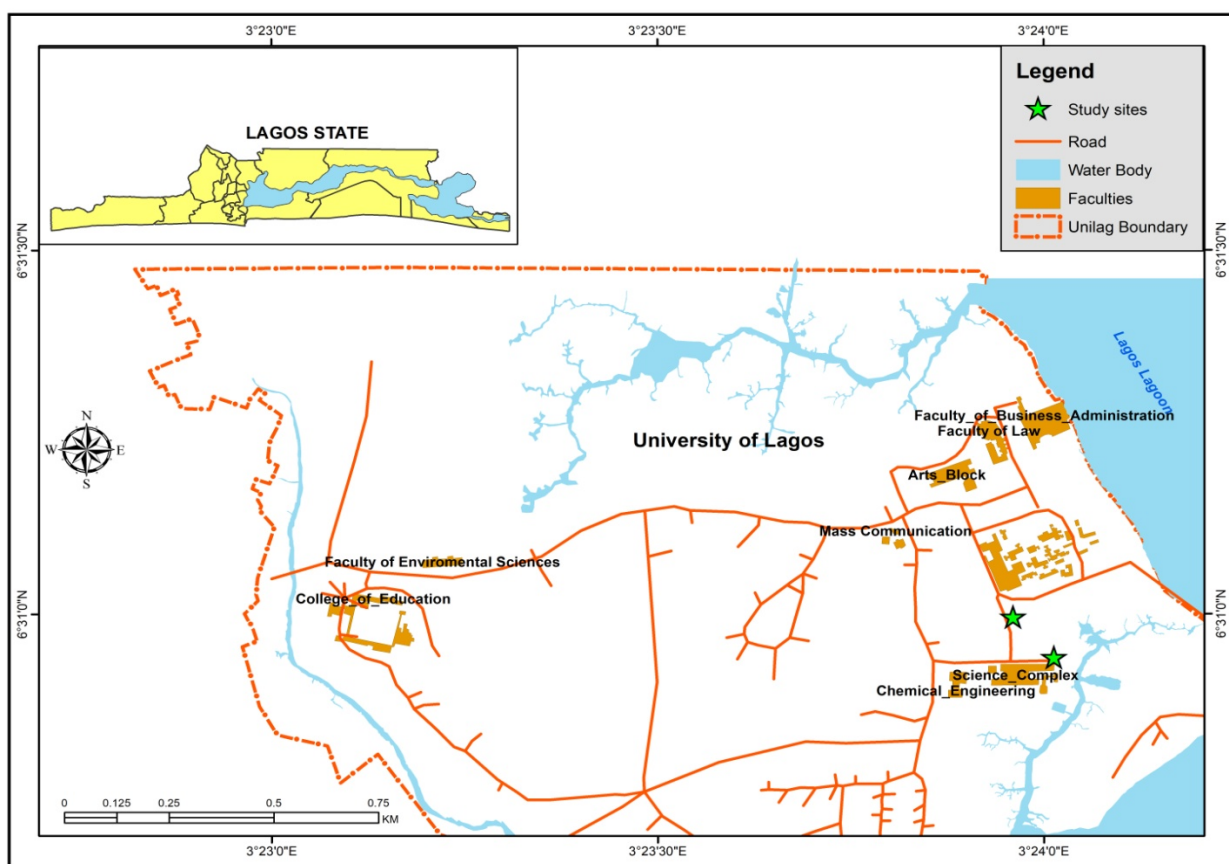 3°23'0"E
3°23'30"E
3°24'0"E
LAGOS STATE
Legend
Study sites
Road
Water Body
Faculties
Unilag Boundary
6°31'30"N
6°31'30"N
Lagos Lagoon
N
W E
S
University of Lagos
Faculty_of_Business_Administration
Faculty of Law
Arts_Block
Mass Communication
Faculty of Enviromental Sciences
College_of_Education
6°31'0"N
6°31'0"N
Science_Complex
Chemical_Engineering
0 0.125 0.25 0.5 0.75
KM
3°23'0"E
3°23'30"E
3°24'0"E